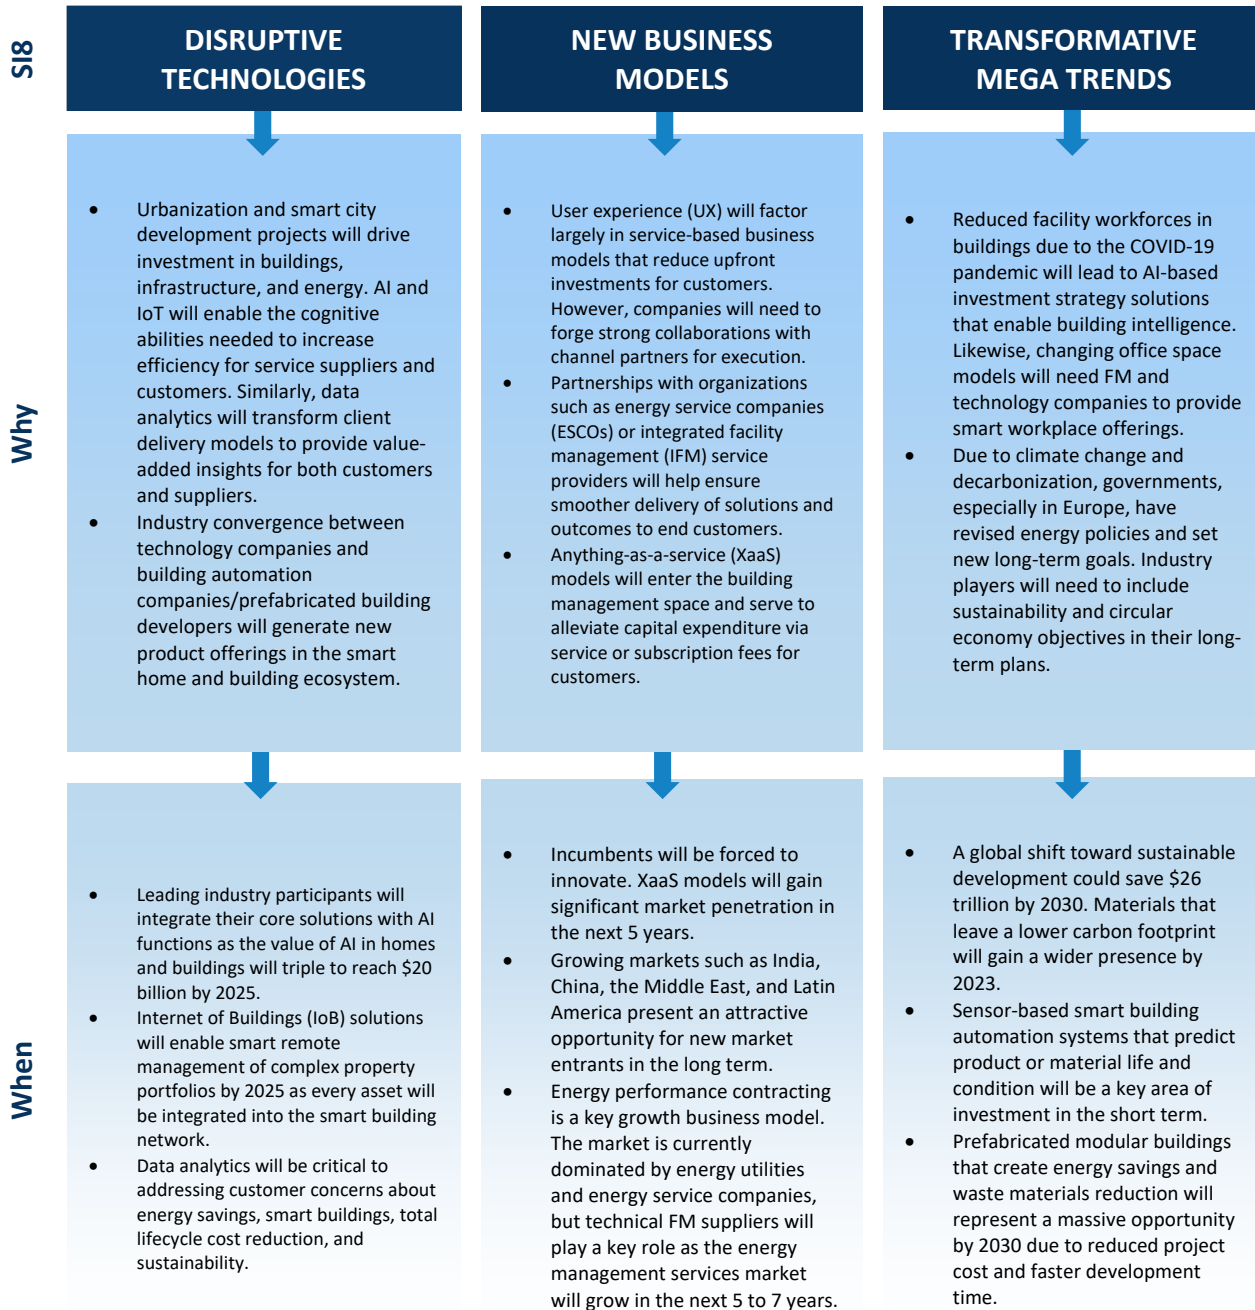 SI8
DISRUPTIVE
TECHNOLOGIES
NEW BUSINESS
MODELS
TRANSFORMATIVE
MEGA TRENDS
Why
• Urbanization and smart city
development projects will drive
investment in buildings,
infrastructure, and energy. AI and
IoT will enable the cognitive
abilities needed to increase
efficiency for service suppliers and
customers. Similarly, data
analytics will transform client
delivery models to provide value-
added insights for both customers
and suppliers.
• Industry convergence between
technology companies and
building automation
companies/prefabricated building
developers will generate new
product offerings in the smart
home and building ecosystem.
• User experience (UX) will factor
largely in service-based business
models that reduce upfront
investments for customers.
However, companies will need to
forge strong collaborations with
channel partners for execution.
• Partnerships with organizations
such as energy service companies
(ESCOs) or integrated facility
management (IFM) service
providers will help ensure
smoother delivery of solutions and
outcomes to end customers.
• Anything-as-a-service (XaaS)
models will enter the building
management space and serve to
alleviate capital expenditure via
service or subscription fees for
customers.
• Reduced facility workforces in
buildings due to the COVID-19
pandemic will lead to AI-based
investment strategy solutions
that enable building intelligence.
Likewise, changing office space
models will need FM and
technology companies to provide
smart workplace offerings.
• Due to climate change and
decarbonization, governments,
especially in Europe, have
revised energy policies and set
new long-term goals. Industry
players will need to include
sustainability and circular
economy objectives in their long-
term plans.
When
• Leading industry participants will
integrate their core solutions with AI
functions as the value of AI in homes
and buildings will triple to reach $20
billion by 2025.
• Internet of Buildings (IoB) solutions
will enable smart remote
management of complex property
portfolios by 2025 as every asset will
be integrated into the smart building
network.
• Data analytics will be critical to
addressing customer concerns about
energy savings, smart buildings, total
lifecycle cost reduction, and
sustainability.
• Incumbents will be forced to
innovate. XaaS models will gain
significant market penetration in
the next 5 years.
• Growing markets such as India,
China, the Middle East, and Latin
America present an attractive
opportunity for new market
entrants in the long term.
• Energy performance contracting
is a key growth business model.
The market is currently
dominated by energy utilities
and energy service companies,
but technical FM suppliers will
play a key role as the energy
management services market
will grow in the next 5 to 7 years.
• A global shift toward sustainable
development could save $26
trillion by 2030. Materials that
leave a lower carbon footprint
will gain a wider presence by
2023.
• Sensor-based smart building
automation systems that predict
product or material life and
condition will be a key area of
investment in the short term.
• Prefabricated modular buildings
that create energy savings and
waste materials reduction will
represent a massive opportunity
by 2030 due to reduced project
cost and faster development
time.